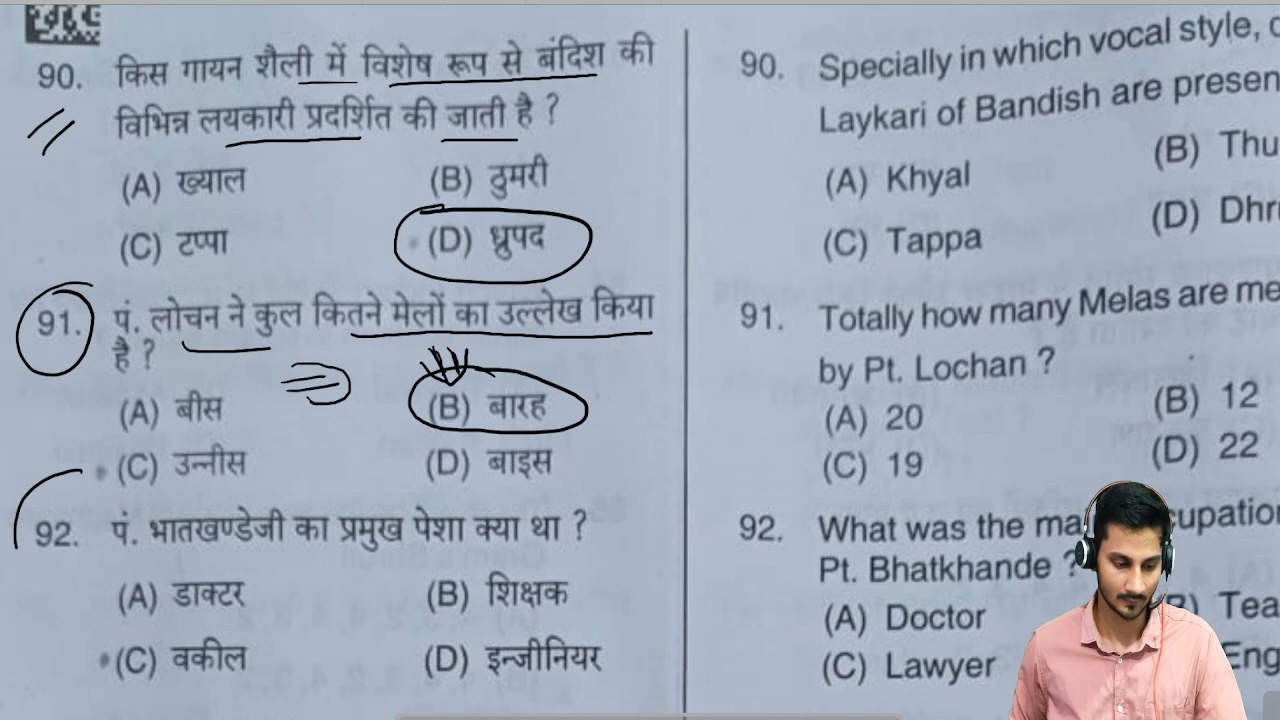 90. किस गायन शैली में विशेष रूप से बंदिश की
विभिन्न लयकारी प्रदर्शित की जाती है ?
(A) ख्याल (B) ठुमरी
(C) टप्पा (D) ध्रुपद
91. पं. लोचन ने कुल कितने मेलों का उल्लेख किया
है ?
(A) बीस (B) बारह
(C) उन्नीस (D) बाइस
92. पं. भातखण्डेजी का प्रमुख पेशा क्या था ?
(A) डाक्टर (B) शिक्षक
(C) वकील (D) इन्जीनियर
90. Specially in which vocal style,
Laykari of Bandish are presen
(A) Khyal (B) Thu
(C) Tappa (D) Dhr
91. Totally how many Melas are me
by Pt. Lochan ?
(A) 20 (B) 12
(C) 19 (D) 22
92. What was the ma cupatio
Pt. Bhatkhande ?
(A) Doctor (B) Tea
(C) Lawyer Eng